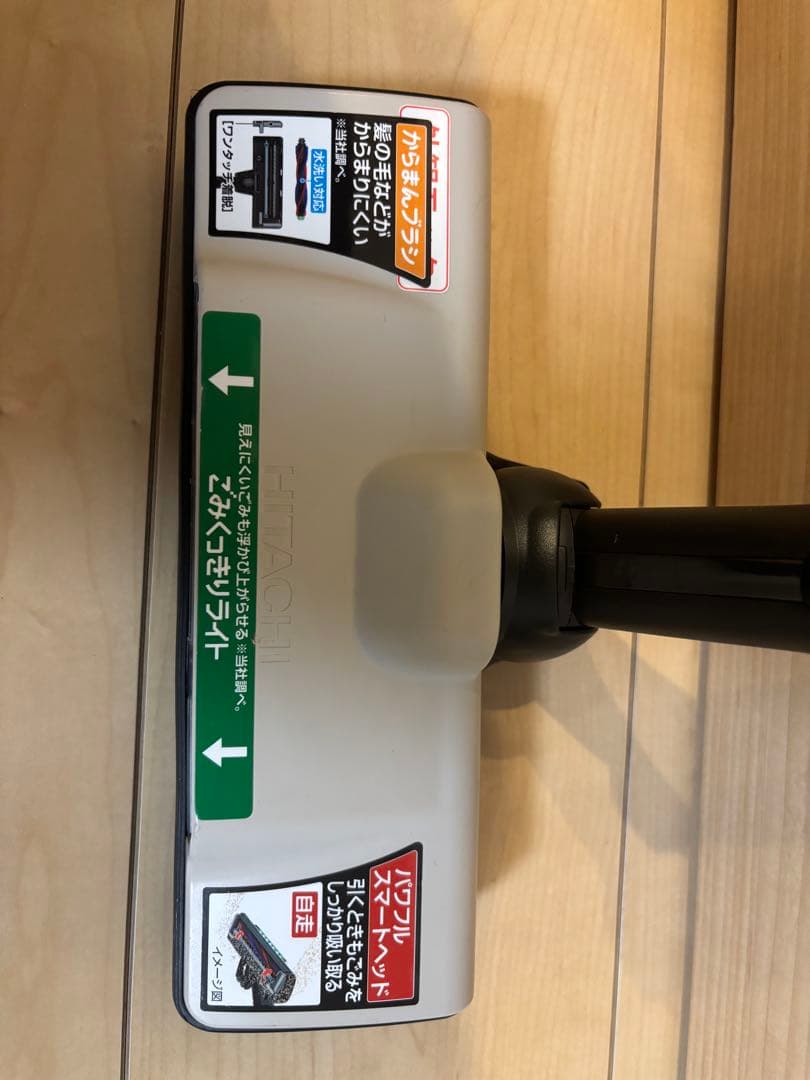 からまんブラシ
髪の毛などが
からまりにくい
※当社調べ。
水洗い対応
[ワンタッチ着脱]
HITACHI
見えにくいごみも浮かび上がらせる※当社調べ。
ごみくっきりライト
パワフル
スマートヘッド
引くときもごみを
しっかり吸い取る
自走
イメージ図